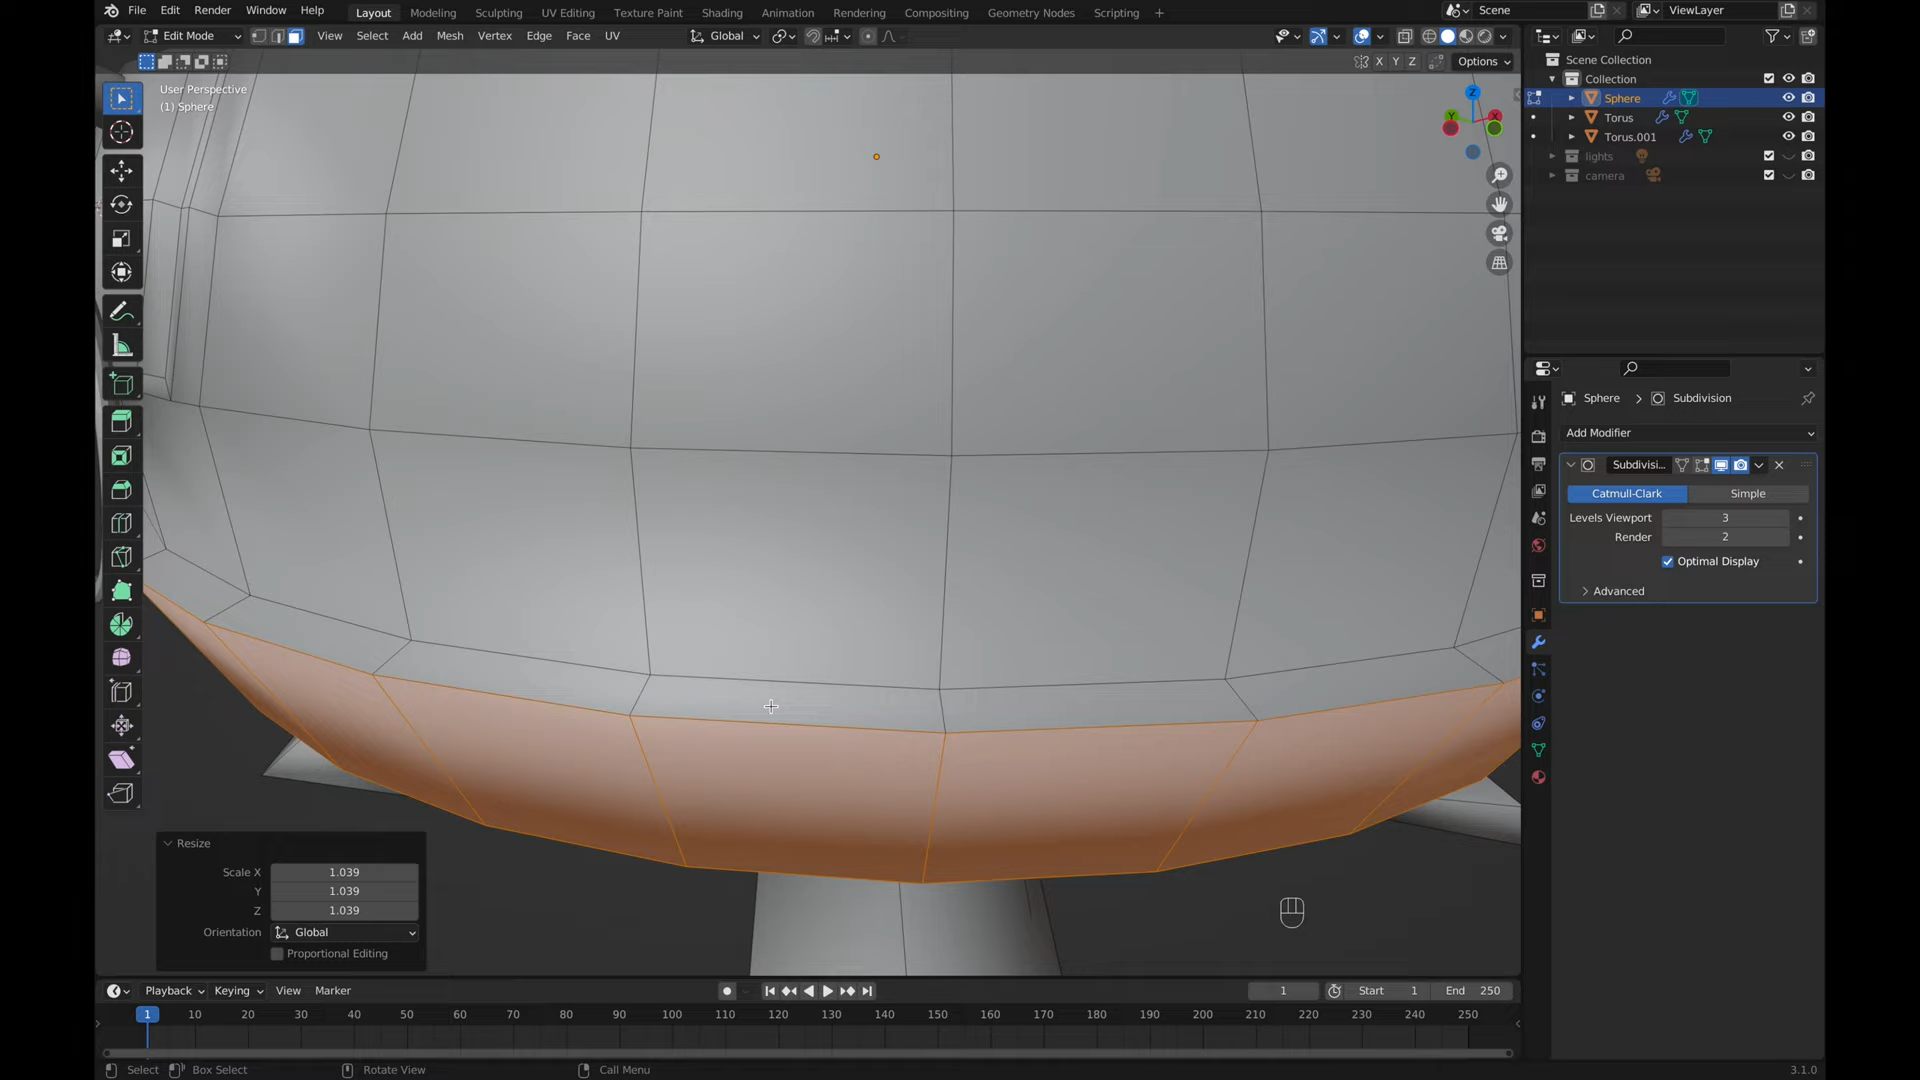 File Edit Render Window Help Layout Modeling Sculpting UV Editing Texture Paint Shading Animation Rendering Compositing Geometry Nodes Scripting + Scene ViewLayer
Edit Mode View Select Add Mesh Vertex Edge Face UV Global
X Y Z Options
Scene Collection
Collection
Sphere
Torus
Torus.001
lights
camera
User Perspective
(1) Sphere
Z
Y
X
Sphere > Subdivision
Add Modifier
Subdivisi...
Catmull-Clark Simple
Levels Viewport 3
Render 2
Optimal Display
Advanced
Resize
Scale X 1.039
Y 1.039
Z 1.039
Orientation Global
Proportional Editing
Playback Keying View Marker 1 Start 1 End 250
1 10 20 30 40 50 60 70 80 90 100 110 120 130 140 150 160 170 180 190 200 210 220 230 240 250
Select Box Select Rotate View Call Menu 3.1.0